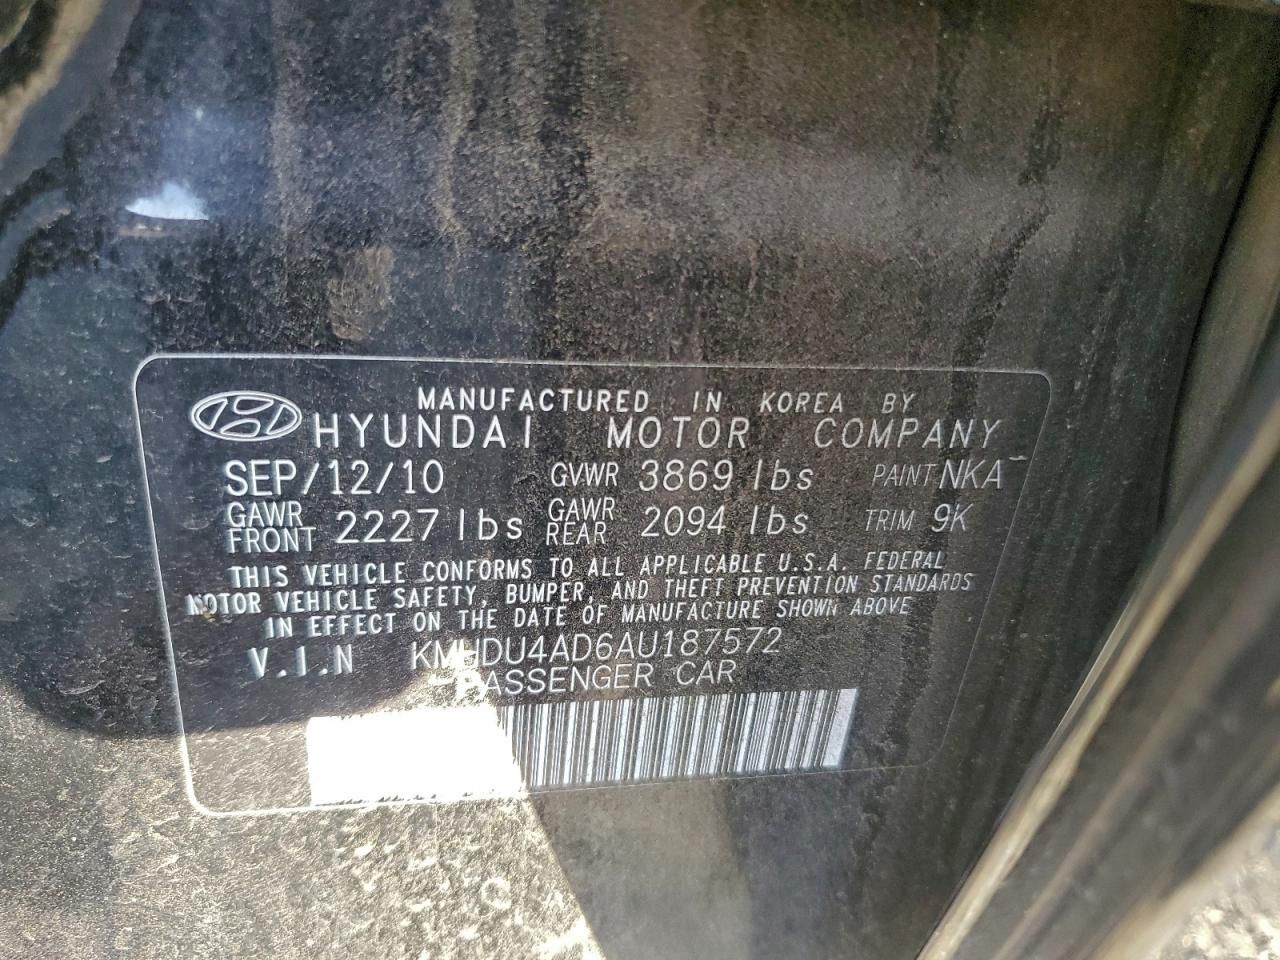 MANUFACTURED IN KOREA BY
HYUNDAI MOTOR COMPANY
SEP/12/10 GVWR 3869 lbs PAINT NKA
GAWR FRONT 2227 lbs GAWR REAR 2094 lbs TRIM 9K
THIS VEHICLE CONFORMS TO ALL APPLICABLE U.S.A. FEDERAL
MOTOR VEHICLE SAFETY, BUMPER, AND THEFT PREVENTION STANDARDS
IN EFFECT ON THE DATE OF MANUFACTURE SHOWN ABOVE
V.I.N KMHDU4AD6AU187572
PASSENGER CAR